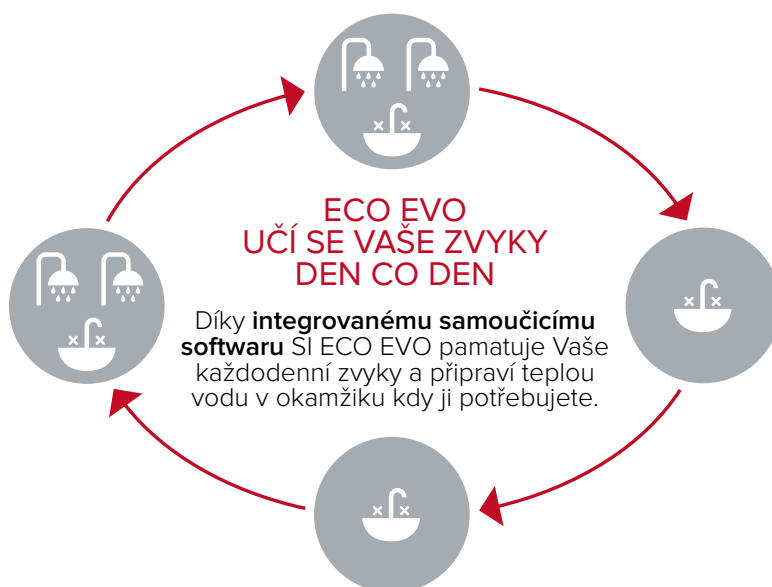 ECO EVO
UČÍ SE VAŠE ZVYKY
DEN CO DEN
Díky integrovanému samoučicímu
softwaru SI ECO EVO pamatuje Vaše
každodenní zvyky a připraví teplou
vodu v okamžiku kdy ji potřebujete.